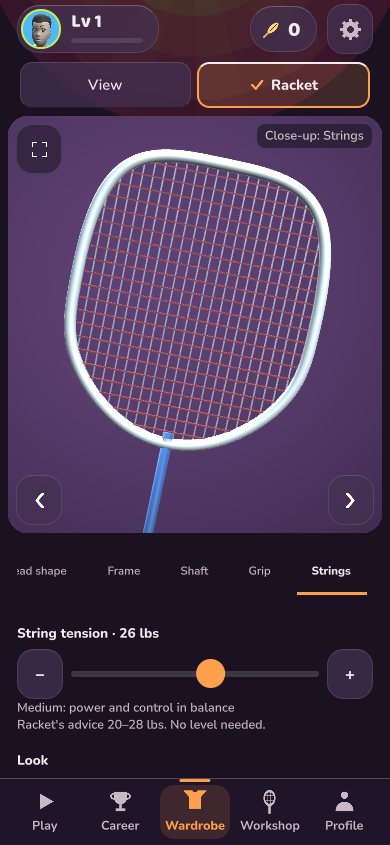 Lv 1
0
View
Racket
Close-up: Strings
ead shape
Frame
Shaft
Grip
Strings
String tension · 26 lbs
Medium: power and control in balance
Racket's advice 20–28 lbs. No level needed.
Look
Play
Career
Wardrobe
Workshop
Profile